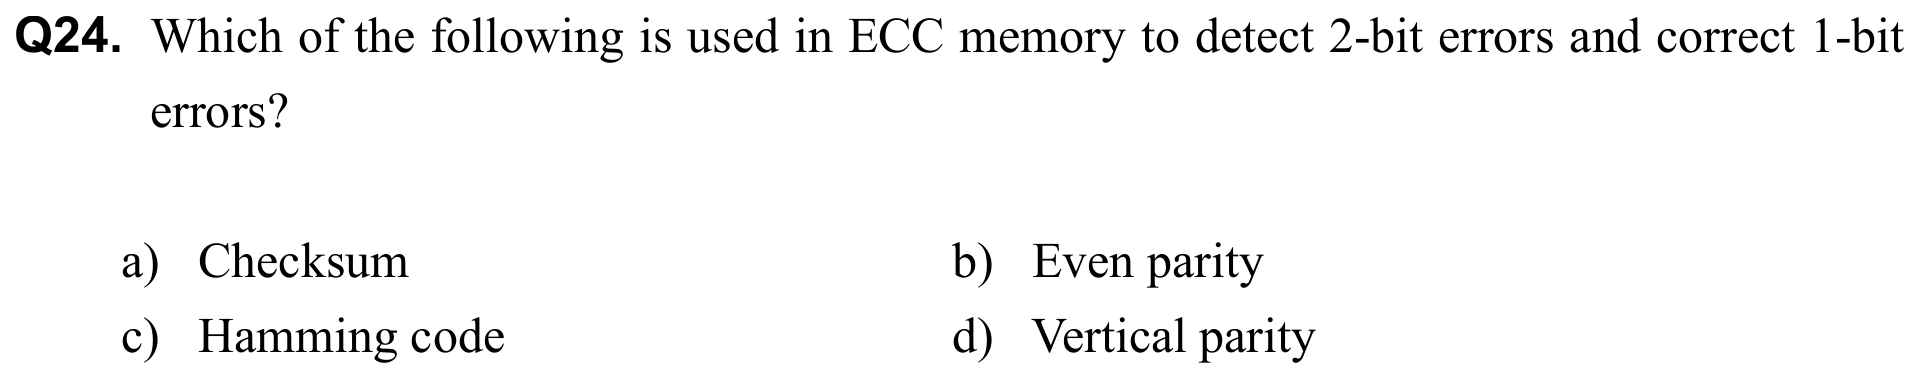 Q24. Which of the following is used in ECC memory to detect 2-bit errors and correct 1-bit
errors?
a) Checksum b) Even parity
c) Hamming code d) Vertical parity